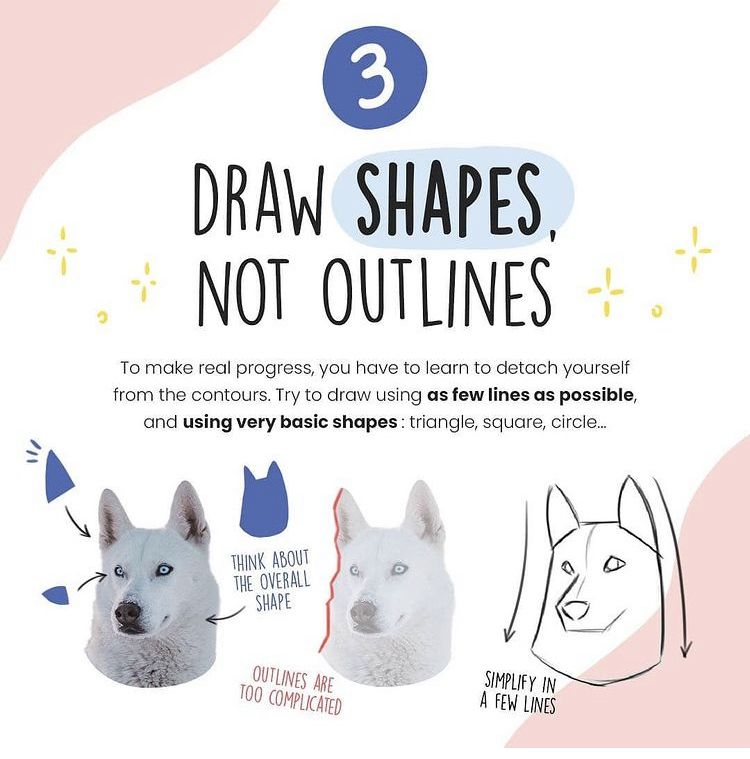 3
DRAW SHAPES,
NOT OUTLINES
To make real progress, you have to learn to detach yourself
from the contours. Try to draw using as few lines as possible,
and using very basic shapes : triangle, square, circle...
THINK ABOUT
THE OVERALL
SHAPE
OUTLINES ARE
TOO COMPLICATED
SIMPLIFY IN
A FEW LINES